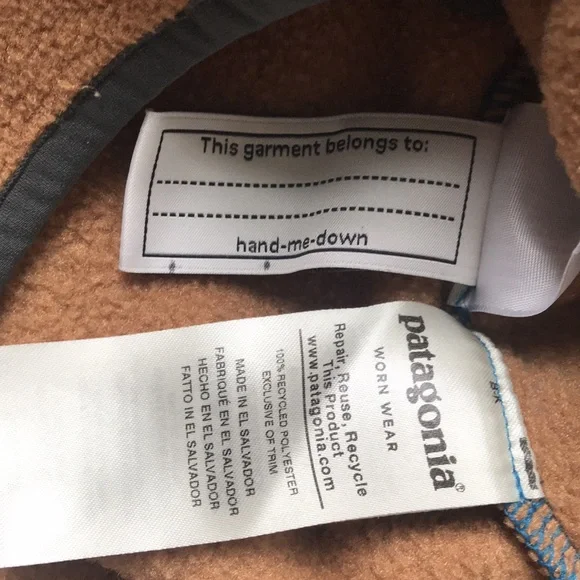 This garment belongs to:
hand-me-down
patagonia®
WORN WEAR
Repair, Reuse, Recycle
This Product
www.patagonia.com
100% RECYCLED POLYESTER
EXCLUSIVE OF TRIM
MADE IN EL SALVADOR
FABRIQUÉ EN EL SALVADOR
HECHO EN EL SALVADOR
FATTO IN EL SALVADOR